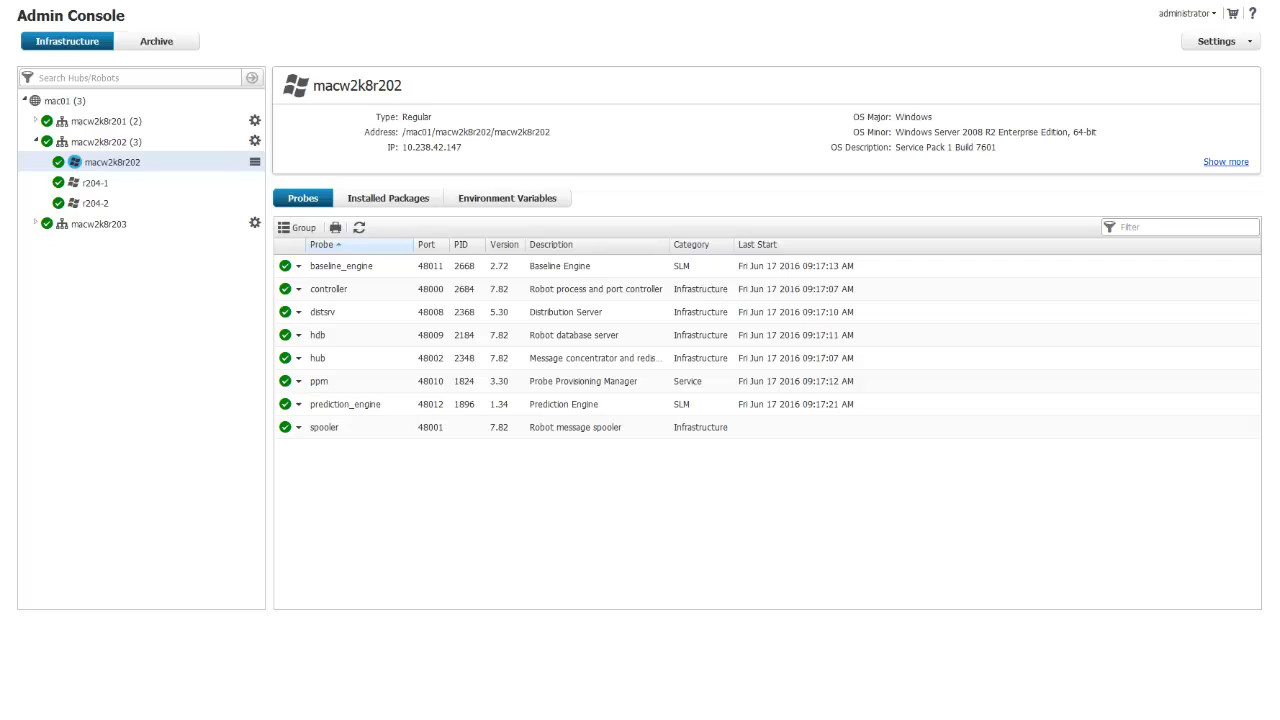 Admin Console
administrator
?
Infrastructure
Archive
Settings
Search Hubs/Robots
mac01 (3)
macw2k8r201 (2)
macw2k8r202 (3)
macw2k8r202
r204-1
r204-2
macw2k8r203
macw2k8r202
Type: Regular
Address: /mac01/macw2k8r202/macw2k8r202
IP: 10.238.42.147
OS Major: Windows
OS Minor: Windows Server 2008 R2 Enterprise Edition, 64-bit
OS Description: Service Pack 1 Build 7601
Show more
Probes
Installed Packages
Environment Variables
Group
Filter
Probe Port PID Version Description Category Last Start
baseline_engine 48011 2668 2.72 Baseline Engine SLM Fri Jun 17 2016 09:17:13 AM
controller 48000 2684 7.82 Robot process and port controller Infrastructure Fri Jun 17 2016 09:17:07 AM
distsrv 48008 2368 5.30 Distribution Server Infrastructure Fri Jun 17 2016 09:17:10 AM
hdb 48009 2184 7.82 Robot database server Infrastructure Fri Jun 17 2016 09:17:11 AM
hub 48002 2348 7.82 Message concentrator and redis... Infrastructure Fri Jun 17 2016 09:17:07 AM
ppm 48010 1824 3.30 Probe Provisioning Manager Service Fri Jun 17 2016 09:17:12 AM
prediction_engine 48012 1896 1.34 Prediction Engine SLM Fri Jun 17 2016 09:17:21 AM
spooler 48001 7.82 Robot message spooler Infrastructure